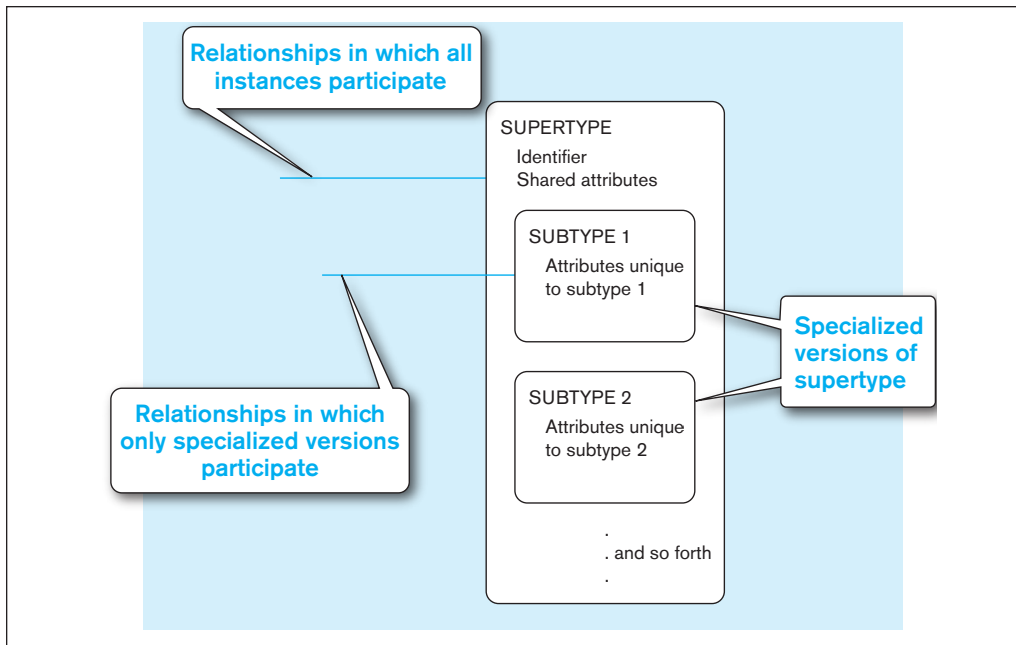 Relationships in which all
instances participate
SUPERTYPE
Identifier
Shared attributes
SUBTYPE 1
Attributes unique
to subtype 1
Specialized
versions of
supertype
SUBTYPE 2
Attributes unique
to subtype 2
Relationships in which
only specialized versions
participate
.
. and so forth
.